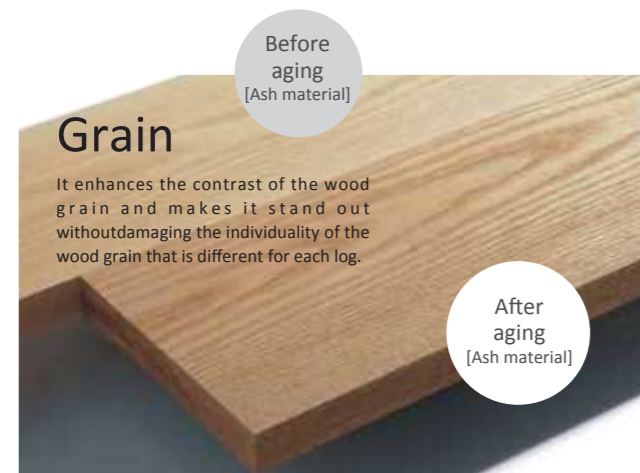 Before
aging
[Ash material]
Grain
It enhances the contrast of the wood
grain and makes it stand out
withoutdamaging the individuality of the
wood grain that is different for each log.
After
aging
[Ash material]